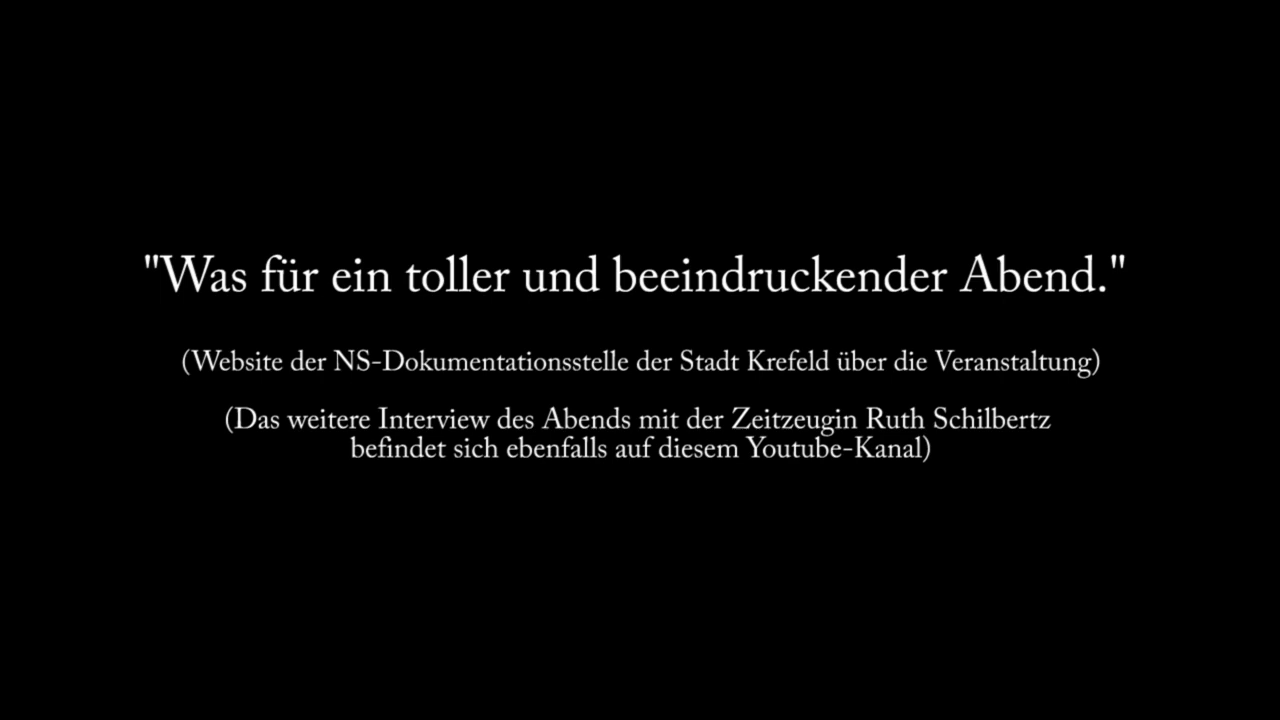 "Was für ein toller und beeindruckender Abend."
(Website der NS-Dokumentationsstelle der Stadt Krefeld über die Veranstaltung)
(Das weitere Interview des Abends mit der Zeitzeugin Ruth Schilbertz
befindet sich ebenfalls auf diesem Youtube-Kanal)